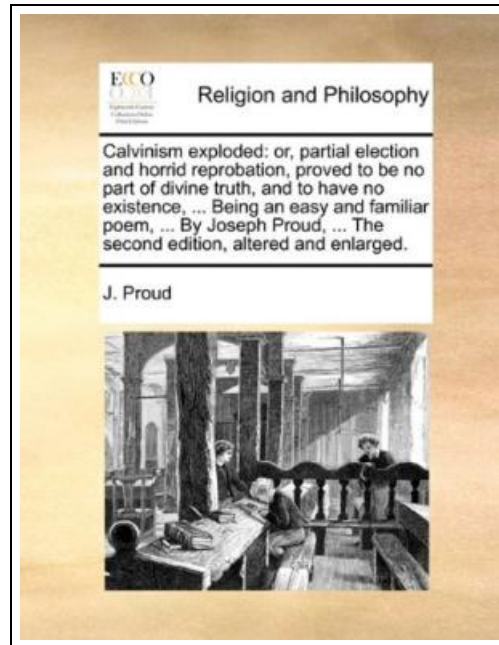 ECCO
Religion and Philosophy
Calvinism exploded: or, partial election
and horrid reprobation, proved to be no
part of divine truth, and to have no
existence, ... Being an easy and familiar
poem, ... By Joseph Proud, ... The
second edition, altered and enlarged.
J. Proud